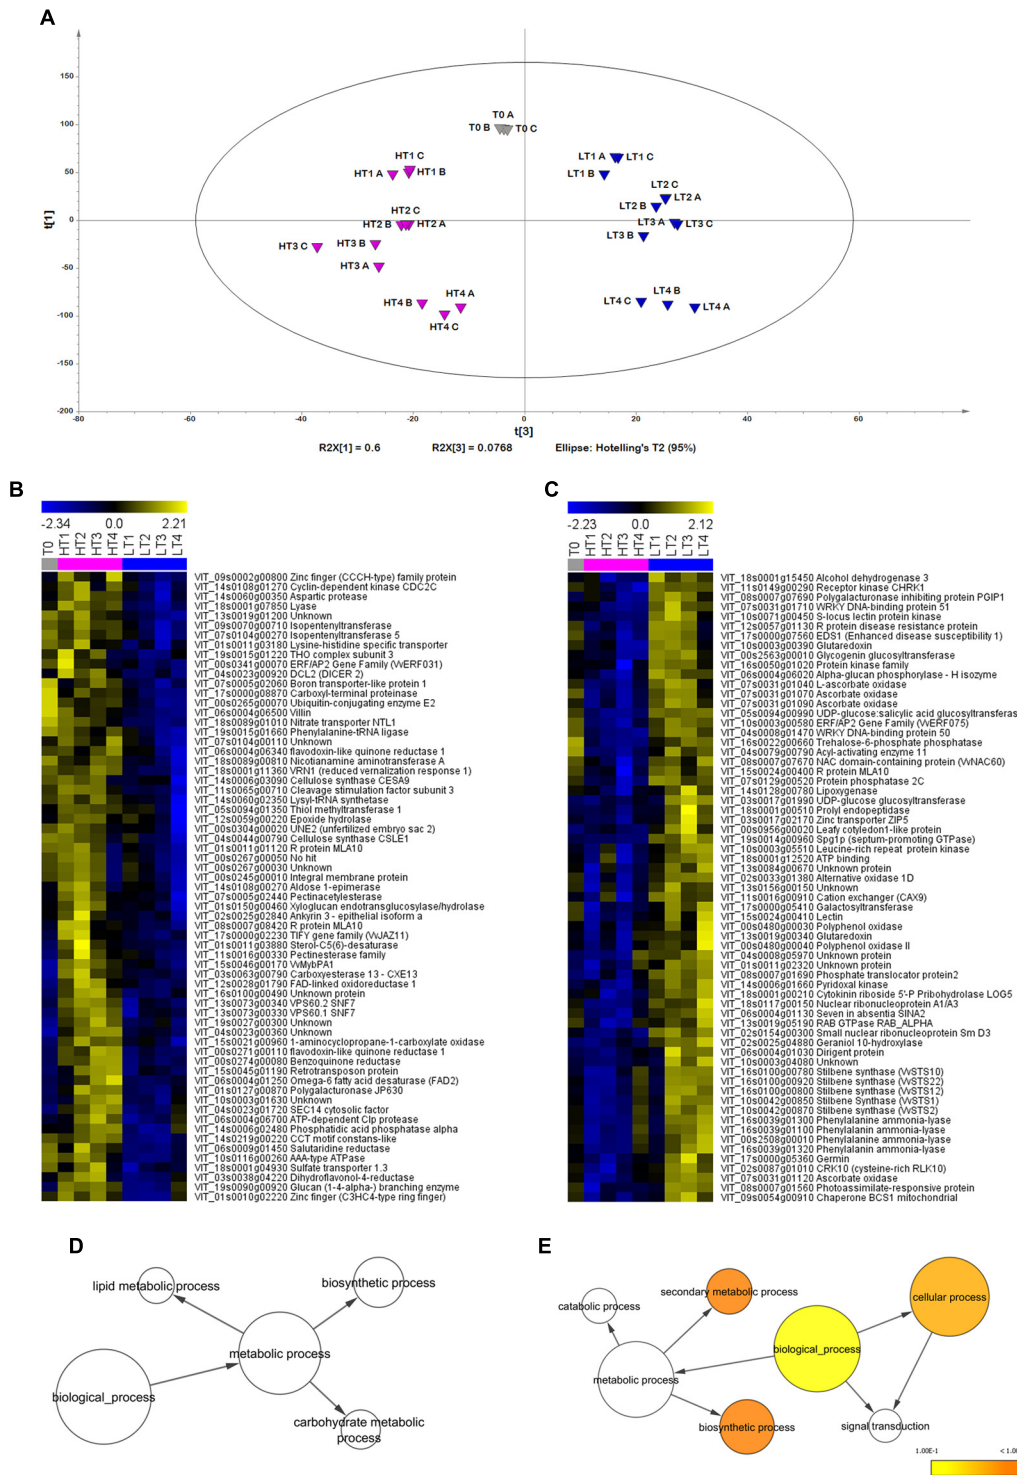 A
150
100
50
0
-50
-100
-150
-200
t[1]
-80
-60
-40
-20
0
20
40
60
t[3]
T0 A
T0 B
T0 C
HT1 C
HT1 A
HT1 B
HT2 C
HT2 B
HT2 A
HT3 C
HT3 B
HT3 A
HT4 B
HT4 A
HT4 C
LT1 A
LT1 C
LT1 B
LT2 C
LT2 A
LT2 B
LT3 A
LT3 C
LT3 B
LT4 B
LT4 C
LT4 A
R2X[1] = 0.6
R2X[3] = 0.0768
Ellipse: Hotelling's T2 (95%)
B
-2.34 0.0 2.21
T0 HT1 HT2 HT3 HT4 LT1 LT2 LT3 LT4
VIT_09s0002g00800 Zinc finger (CCCH-type) family protein
VIT_14s0108g01270 Cyclin-dependent kinase CDC2C
VIT_14s0060g00350 Aspartic protease
VIT_18s0001g07850 Lyase
VIT_13s0019g01200 Unknown
VIT_09s0070g00710 Isopentenyltransferase
VIT_07s0104g00270 Isopentenyltransferase 5
VIT_01s0011g03180 Lysine-histidine specific transporter
VIT_19s0015g01220 THO complex subunit 3
VIT_00s0341g00070 ERF/AP2 Gene Family (VvERF031)
VIT_04s0023g00920 DCL2 (DICER 2)
VIT_07s0005g02060 Boron transporter-like protein 1
VIT_17s0000g08870 Carboxyl-terminal proteinase
VIT_00s0265g00070 Ubiquitin-conjugating enzyme E2
VIT_06s0004g06500 Villin
VIT_18s0089g01010 Nitrate transporter NTL1
VIT_19s0015g01660 Phenylalanine-tRNA ligase
VIT_07s0104g00110 Unknown
VIT_06s0004g06340 flavodoxin-like quinone reductase 1
VIT_18s0089g00810 Nicotianamine aminotransferase A
VIT_18s0001g11360 VRN1 (reduced vernalization response 1)
VIT_14s0006g03090 Cellulose synthase CESA9
VIT_11s0065g00710 Cleavage stimulation factor subunit 3
VIT_14s0060g02350 Lysyl-tRNA synthetase
VIT_05s0094g01350 Thiol methyltransferase 1
VIT_12s0059g00220 Epoxide hydrolase
VIT_00s0304g00020 UNE2 (unfertilized embryo sac 2)
VIT_04s0044g00790 Cellulose synthase CSLE1
VIT_01s0011g01120 R protein MLA10
VIT_00s0267g00050 No hit
VIT_00s0267g00030 Unknown
VIT_00s0245g00010 Integral membrane protein
VIT_14s0108g00270 Aldose 1-epimerase
VIT_07s0005g02440 Pectinacetylesterase
VIT_01s0150g00460 Xyloglucan endotransglucosylase/hydrolase
VIT_02s0025g02840 Ankyrin 3 - epithelial isoform a
VIT_08s0007g08420 R protein MLA10
VIT_17s0000g02230 TIFY gene family (VvJAZ11)
VIT_01s0011g03880 Sterol-C5(6)-desaturase
VIT_11s0016g00330 Pectinesterase family
VIT_15s0046g00170 VvMybPA1
VIT_03s0063g00790 Carboxyesterase 13 - CXE13
VIT_12s0028g01790 FAD-linked oxidoreductase 1
VIT_16s0100g00490 Unknown protein
VIT_13s0073g00340 VPS60.2 SNF7
VIT_13s0073g00330 VPS60.1 SNF7
VIT_19s0027g00300 Unknown
VIT_04s0023g00360 Unknown
VIT_15s0021g00960 1-aminocyclopropane-1-carboxylate oxidase
VIT_00s0271g00110 flavodoxin-like quinone reductase 1
VIT_00s0274g00080 Benzoquinone reductase
VIT_15s0045g01190 Retrotransposon protein
VIT_06s0004g01250 Omega-6 fatty acid desaturase (FAD2)
VIT_01s0127g00870 Polygalacturonase JP630
VIT_10s0003g01630 Unknown
VIT_04s0023g01720 SEC14 cytosolic factor
VIT_06s0004g06700 ATP-dependent Clp protease
VIT_14s0006g02480 Phosphatidic acid phosphatase alpha
VIT_14s0219g00220 CCT motif constans-like
VIT_06s0009g01450 Salutaridine reductase
VIT_10s0116g00260 AAA-type ATPase
VIT_18s0001g04930 Sulfate transporter 1.3
VIT_03s0038g04220 Dihydroflavonol-4-reductase
VIT_19s0090g00920 Glucan (1-4-alpha-) branching enzyme
VIT_01s0010g02220 Zinc finger (C3HC4-type ring finger)
C
-2.23 0.0 2.12
T0 HT1 HT2 HT3 HT4 LT1 LT2 LT3 LT4
VIT_18s0001g15450 Alcohol dehydrogenase 3
VIT_11s0149g00290 Receptor kinase CHRK1
VIT_08s0007g07690 Polygalacturonase inhibiting protein PGIP1
VIT_07s0031g01710 WRKY DNA-binding protein 51
VIT_10s0071g00450 S-locus lectin protein kinase
VIT_12s0057g01130 R protein disease resistance protein
VIT_17s0000g07560 EDS1 (Enhanced disease susceptibility 1)
VIT_10s0003g00390 Glutaredoxin
VIT_00s2563g00010 Glycogenin glucosyltransferase
VIT_16s0050g01020 Protein kinase family
VIT_06s0004g06020 Alpha-glucan phosphorylase - H isozyme
VIT_07s0031g01040 L-ascorbate oxidase
VIT_07s0031g01070 Ascorbate oxidase
VIT_07s0031g01090 Ascorbate oxidase
VIT_05s0094g00990 UDP-glucose:salicylic acid glucosyltransferas
VIT_10s0003g00580 ERF/AP2 Gene Family (VvERF075)
VIT_04s0008g01470 WRKY DNA-binding protein 50
VIT_16s0022g00660 Trehalose-6-phosphate phosphatase
VIT_04s0079g00790 Acyl-activating enzyme 11
VIT_08s0007g07670 NAC domain-containing protein (VvNAC60)
VIT_15s0024g00400 R protein MLA10
VIT_07s0129g00520 Protein phosphatase 2C
VIT_14s0128g00780 Lipoxygenase
VIT_03s0017g01990 UDP-glucose glucosyltransferase
VIT_18s0001g00510 Prolyl endopeptidase
VIT_03s0017g02170 Zinc transporter ZIP5
VIT_00s0956g00020 Leafy cotyledon1-like protein
VIT_19s0014g00960 Spg1p (septum-promoting GTPase)
VIT_10s0003g05510 Leucine-rich repeat protein kinase
VIT_18s0001g12520 ATP binding
VIT_13s0084g00670 Unknown protein
VIT_02s0033g01380 Alternative oxidase 1D
VIT_13s0156g00150 Unknown
VIT_11s0016g00910 Cation exchanger (CAX9)
VIT_17s0000g05410 Galactosyltransferase
VIT_15s0024g00410 Lectin
VIT_00s0480g00030 Polyphenol oxidase
VIT_13s0019g00340 Glutaredoxin
VIT_00s0480g00040 Polyphenol oxidase II
VIT_04s0008g05970 Unknown protein
VIT_01s0011g02320 Unknown protein
VIT_08s0007g01690 Phosphate translocator protein2
VIT_14s0006g01660 Pyridoxal kinase
VIT_18s0001g00210 Cytokinin riboside 5'-P Pribohydrolase LOG5
VIT_18s0117g00150 Nuclear ribonucleoprotein A1/A3
VIT_06s0004g01130 Seven in absentia SINA2
VIT_13s0019g05190 RAB GTPase RAB_ALPHA
VIT_02s0154g00300 Small nuclear ribonucleoprotein Sm D3
VIT_02s0025g04880 Geraniol 10-hydroxylase
VIT_06s0004g01030 Dirigent protein
VIT_10s0003g04080 Unknown
VIT_16s0100g00780 Stilbene synthase (VvSTS10)
VIT_16s0100g00920 Stilbene synthase (VvSTS22)
VIT_16s0100g00800 Stilbene synthase (VvSTS12)
VIT_10s0042g00850 Stilbene synthase (VvSTS1)
VIT_10s0042g00870 Stilbene synthase (VvSTS2)
VIT_16s0039g01300 Phenylalanine ammonia-lyase
VIT_16s0039g01100 Phenylalanine ammonia-lyase
VIT_00s2508g00010 Phenylalanine ammonia-lyase
VIT_16s0039g01320 Phenylalanine ammonia-lyase
VIT_17s0000g05360 Germin
VIT_02s0087g01010 CRK10 (cysteine-rich RLK10)
VIT_07s0031g01120 Ascorbate oxidase
VIT_08s0007g01560 Photoassimilate-responsive protein
VIT_09s0054g00910 Chaperone BCS1 mitochondrial
D
lipid metabolic process
biosynthetic process
metabolic process
biological_process
carbohydrate metabolic
process
E
catabolic process
secondary metabolic process
cellular process
biological_process
metabolic process
biosynthetic process
signal transduction
1.00E-1